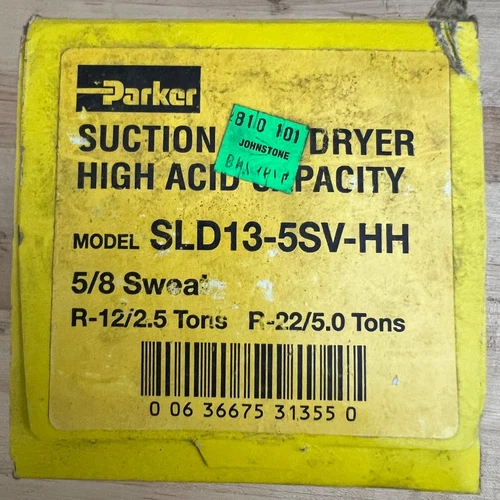 Parker
810 101
JOHNSTONE
SUCTION DRYER
HIGH ACID CAPACITY
MODEL SLD13-5SV-HH
5/8 Sweat
R-12/2.5 Tons R-22/5.0 Tons
0 06 36675 31355 0